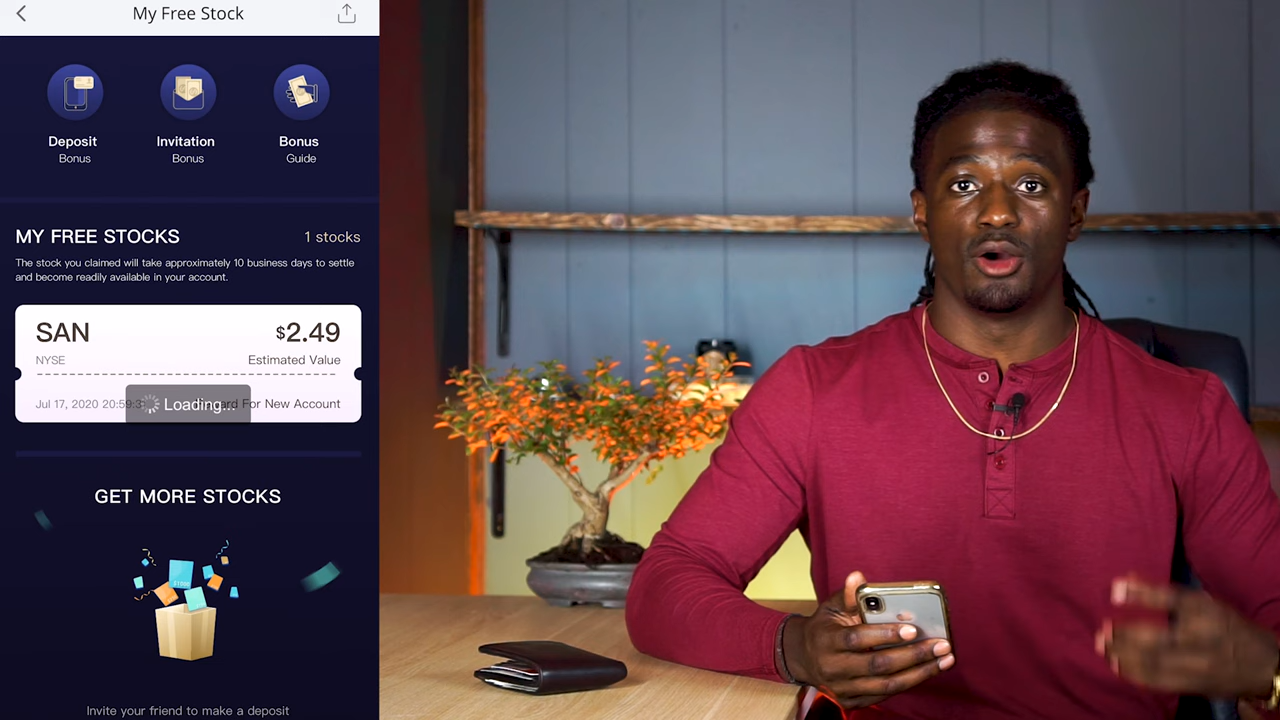 My Free Stock
Deposit
Bonus
Invitation
Bonus
Bonus
Guide
MY FREE STOCKS
1 stocks
The stock you claimed will take approximately 10 business days to settle
and become readily available in your account.
SAN
$2.49
NYSE
Estimated Value
Jul 17, 2020 20:59:3
Loading...
For New Account
GET MORE STOCKS
Invite your friend to make a deposit